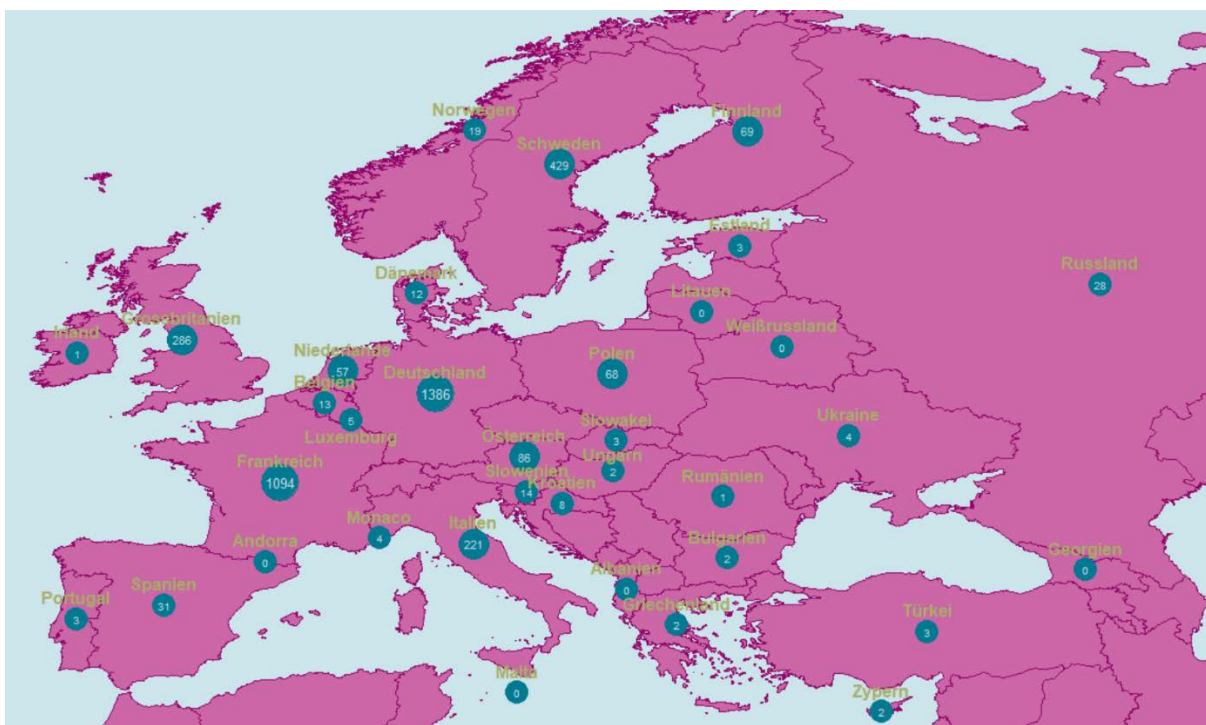 Norwegen
19
Finnland
69
Schweden
429
Estland
3
Russland
28
Dänemark
12
Litauen
0
Weißrussland
0
Grossbritanien
286
Irland
1
Niederlande
57
Polen
68
Deutschland
1386
Belgien
13
5
Luxemburg
Slowakei
3
Ukraine
4
Österreich
86
Ungarn
2
Frankreich
1094
Slowenien
14
Kroatien
8
Rumänien
1
Monaco
4
Italien
221
Andorra
0
Bulgarien
2
Georgien
0
Albanien
0
Spanien
31
Portugal
3
Griechenland
2
Türkei
3
Malta
0
Zypern
2